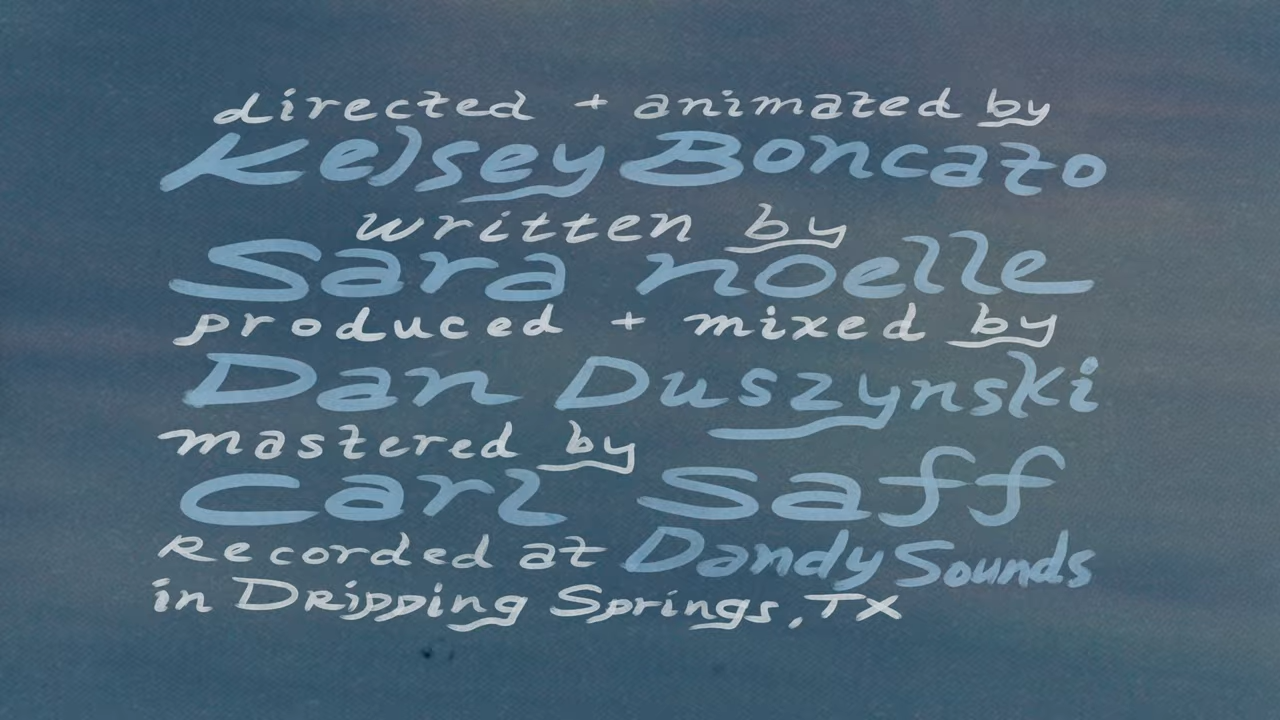 directed + animated by
Kelsey Boncato
written by
Sara noelle
produced + mixed by
Dan Duszynski
mastered by
Carl Saff
Recorded at Dandy Sounds
in Dripping Springs, TX